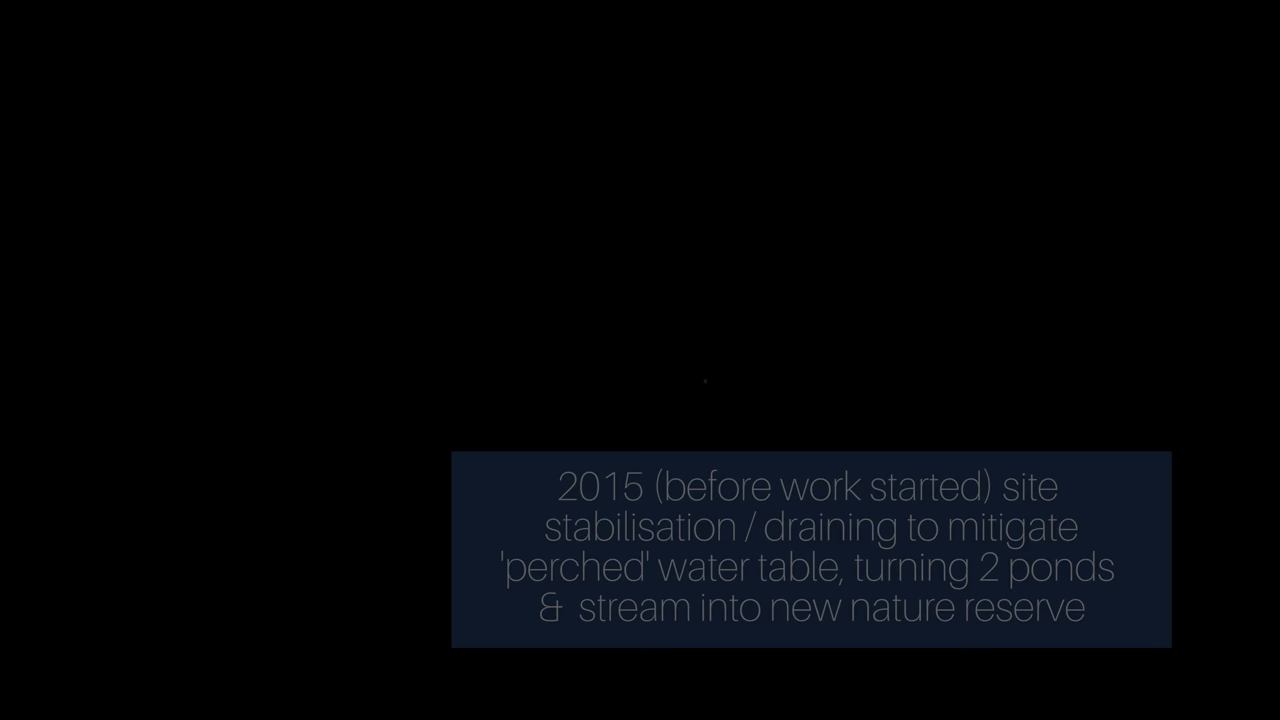 2015 (before work started) site
stabilisation / draining to mitigate
'perched' water table, turning 2 ponds
& stream into new nature reserve